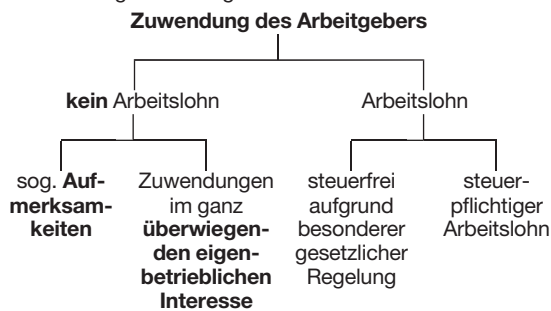 Zuwendung des Arbeitgebers
kein Arbeitslohn
Arbeitslohn
sog. Auf-
merksam-
keiten
Zuwendungen
im ganz
überwiegen-
den eigen-
betrieblichen
Interesse
steuerfrei
aufgrund
besonderer
gesetzlicher
Regelung
steuer-
pflichtiger
Arbeitslohn